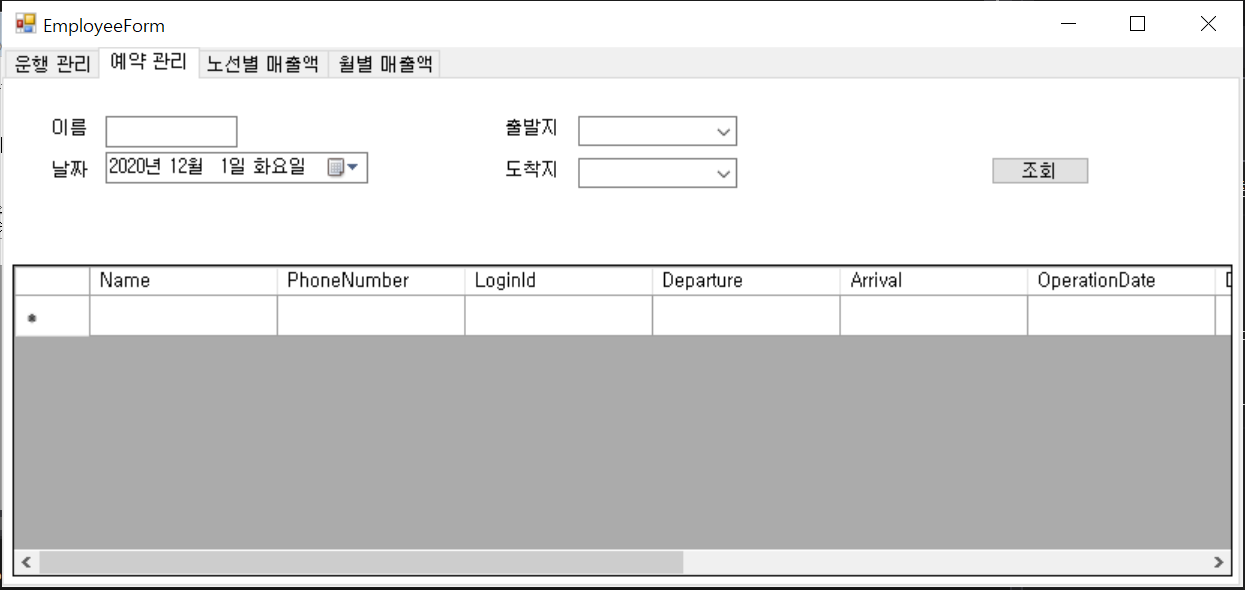 EmployeeForm
운행 관리 예약 관리 노선별 매출액 월별 매출액
이름 출발지
날짜 2020년 12월 1일 화요일 도착지 조회
Name PhoneNumber LoginId Departure Arrival OperationDate